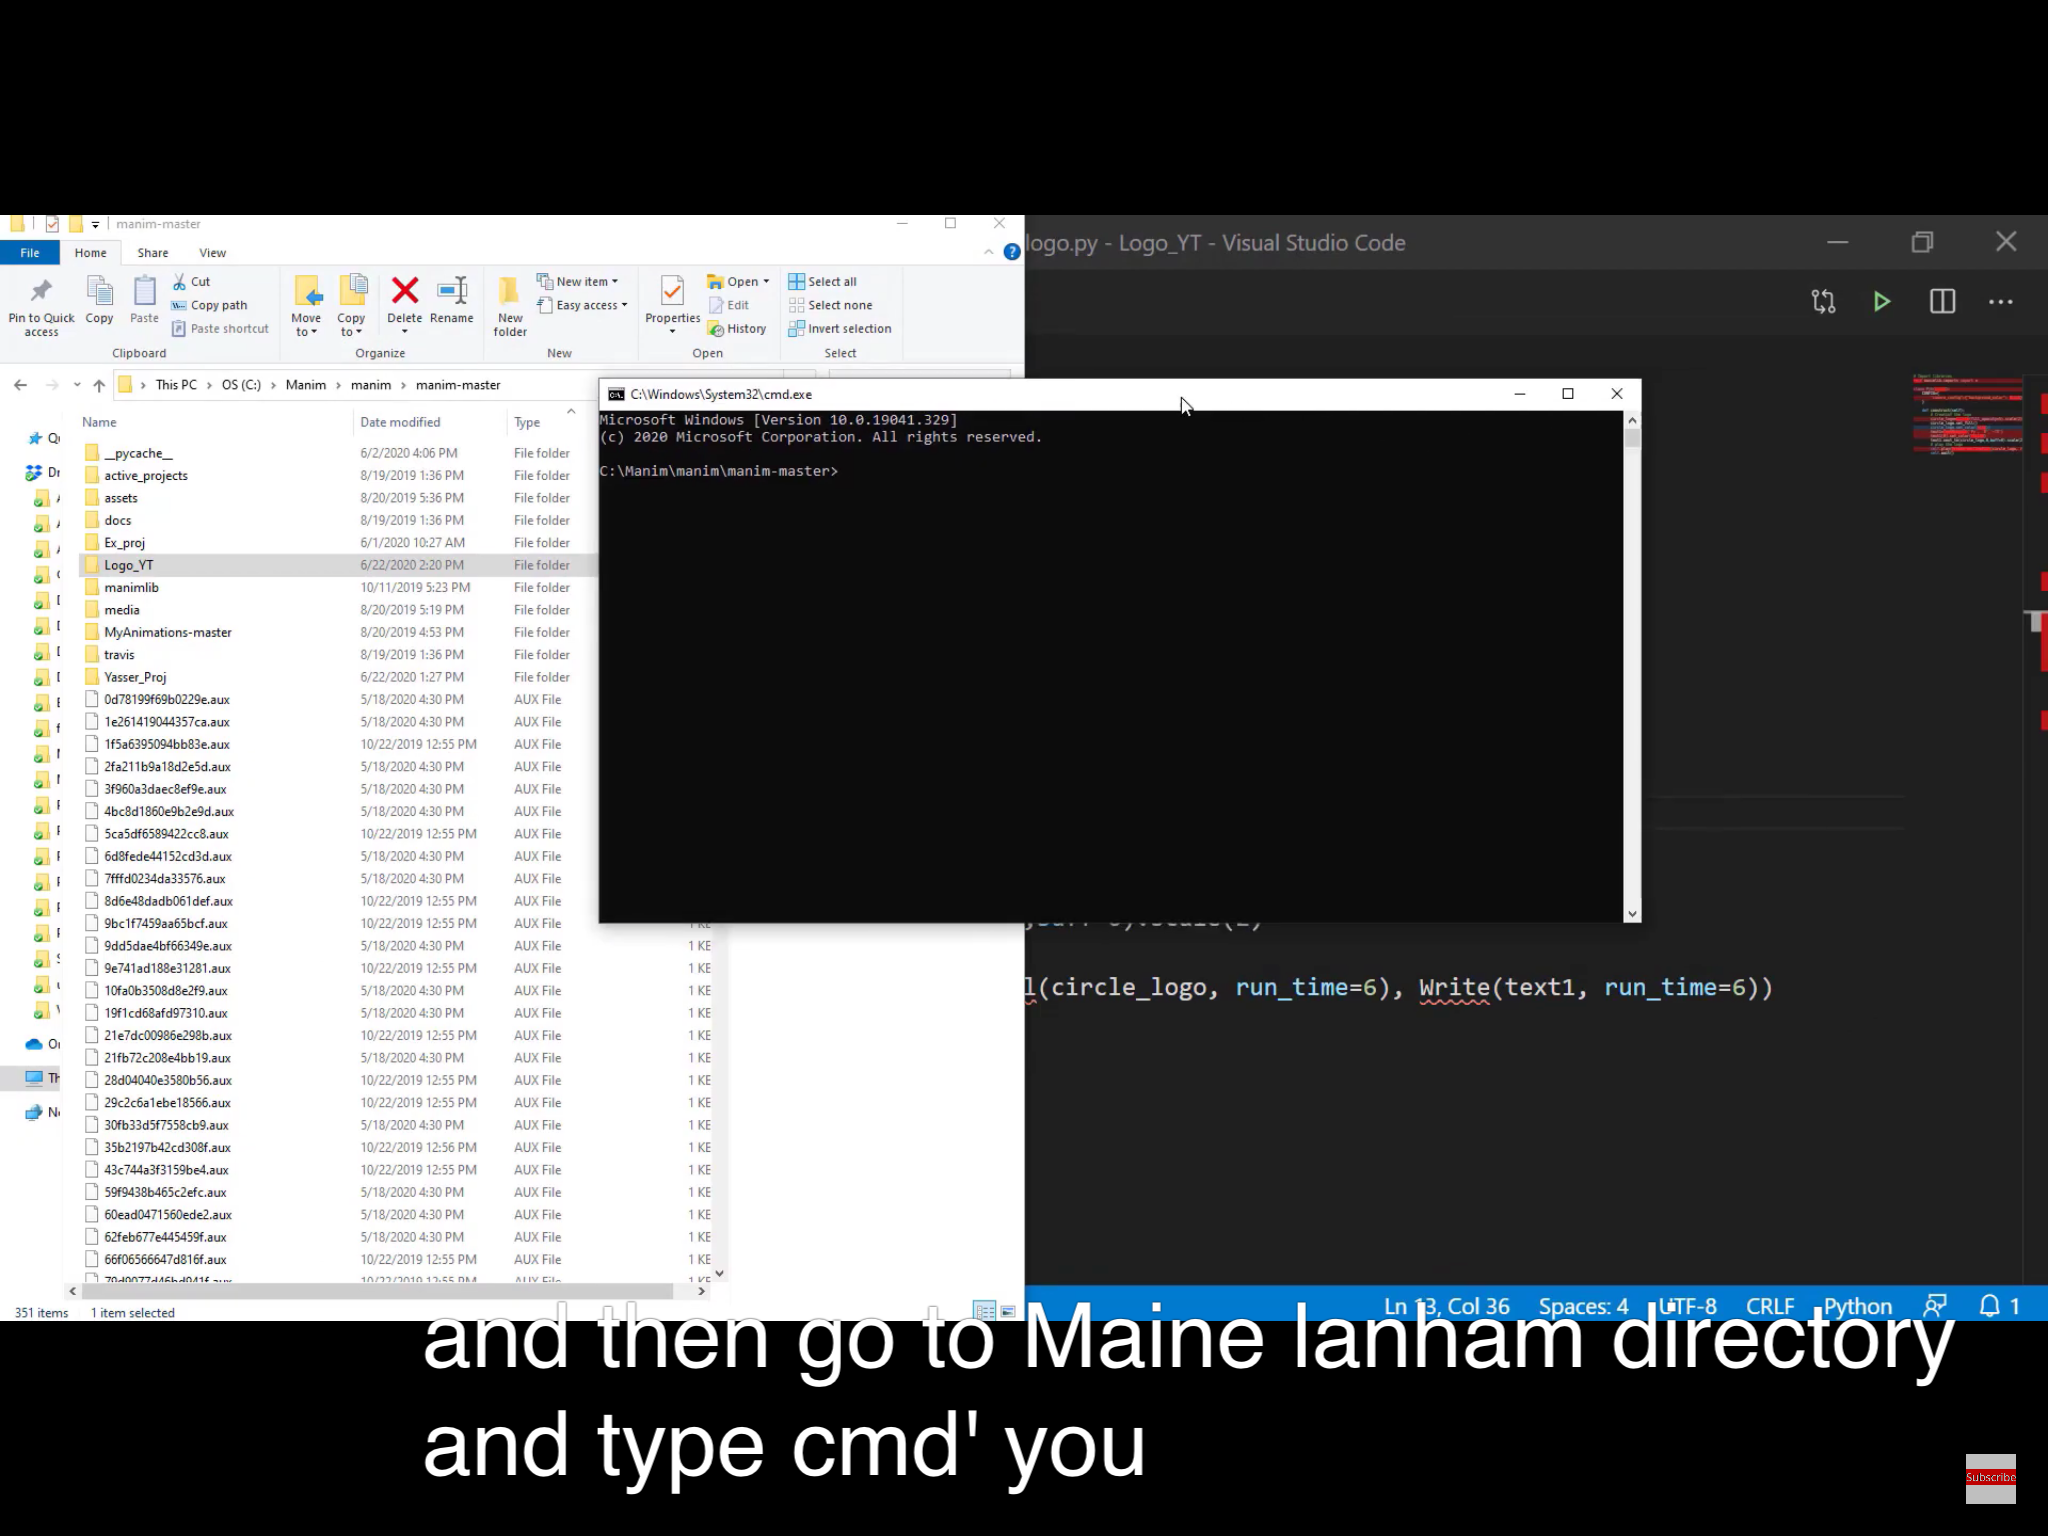 manim-master
File Home Share View
Pin to Quick access
Copy
Paste
Cut
Copy path
Paste shortcut
Clipboard
Move to
Copy to
Delete
Rename
Organize
New folder
New item
Easy access
New
Properties
Open
Edit
History
Open
Select all
Select none
Invert selection
Select
This PC > OS (C:) > Manim > manim > manim-master
Name Date modified Type
__pycache__ 6/2/2020 4:06 PM File folder
active_projects 8/19/2019 1:36 PM File folder
assets 8/20/2019 5:36 PM File folder
docs 8/19/2019 1:36 PM File folder
Ex_proj 6/1/2020 10:27 AM File folder
Logo_YT 6/22/2020 2:20 PM File folder
manimlib 10/11/2019 5:23 PM File folder
media 8/20/2019 5:19 PM File folder
MyAnimations-master 8/20/2019 4:53 PM File folder
travis 8/19/2019 1:36 PM File folder
Yasser_Proj 6/22/2020 1:27 PM File folder
0d78199f69b0229e.aux 5/18/2020 4:30 PM AUX File
1e261419044357ca.aux 5/18/2020 4:30 PM AUX File
1f5a6395094bb83e.aux 10/22/2019 12:55 PM AUX File
2fa211b9a18d2e5d.aux 5/18/2020 4:30 PM AUX File
3f960a3daec8ef9e.aux 5/18/2020 4:30 PM AUX File
4bc8d1860e9b2e9d.aux 5/18/2020 4:30 PM AUX File
5ca5df6589422cc8.aux 10/22/2019 12:55 PM AUX File
6d8fede44152cd3d.aux 5/18/2020 4:30 PM AUX File
7fffd0234da33576.aux 5/18/2020 4:30 PM AUX File
8d6e48dadb061def.aux 10/22/2019 12:55 PM AUX File
9bc1f7459aa65bcf.aux 10/22/2019 12:55 PM AUX File 1 KE
9dd5dae4bf66349e.aux 5/18/2020 4:30 PM AUX File 1 KE
9e741ad188e31281.aux 10/22/2019 12:55 PM AUX File 1 KE
10fa0b3508d8e2f9.aux 5/18/2020 4:30 PM AUX File 1 KE
19f1cd68afd97310.aux 5/18/2020 4:30 PM AUX File 1 KE
21e7dc00986e298b.aux 10/22/2019 12:55 PM AUX File 1 KE
21fb72c208e4bb19.aux 5/18/2020 4:30 PM AUX File 1 KE
28d04040e3580b56.aux 10/22/2019 12:55 PM AUX File 1 KE
29c2c6a1ebe18566.aux 10/22/2019 12:55 PM AUX File 1 KE
30fb33d5f7558cb9.aux 5/18/2020 4:30 PM AUX File 1 KE
35b2197b42cd308f.aux 10/22/2019 12:56 PM AUX File 1 KE
43c744a3f3159be4.aux 10/22/2019 12:55 PM AUX File 1 KE
59f9438b465c2efc.aux 5/18/2020 4:30 PM AUX File 1 KE
60ead0471560ede2.aux 5/18/2020 4:30 PM AUX File 1 KE
62feb677e445459f.aux 5/18/2020 4:30 PM AUX File 1 KE
66f06566647d816f.aux 10/22/2019 12:55 PM AUX File 1 KE
351 items 1 item selected
C:\Windows\System32\cmd.exe
Microsoft Windows [Version 10.0.19041.329]
(c) 2020 Microsoft Corporation. All rights reserved.
C:\Manim\manim\manim-master>
logo.py - Logo_YT - Visual Studio Code
l(circle_logo, run_time=6), Write(text1, run_time=6))
Ln 13, Col 36 Spaces: 4 UTF-8 CRLF Python 1
and then go to Maine lanham directory
and type cmd' you
Subscribe